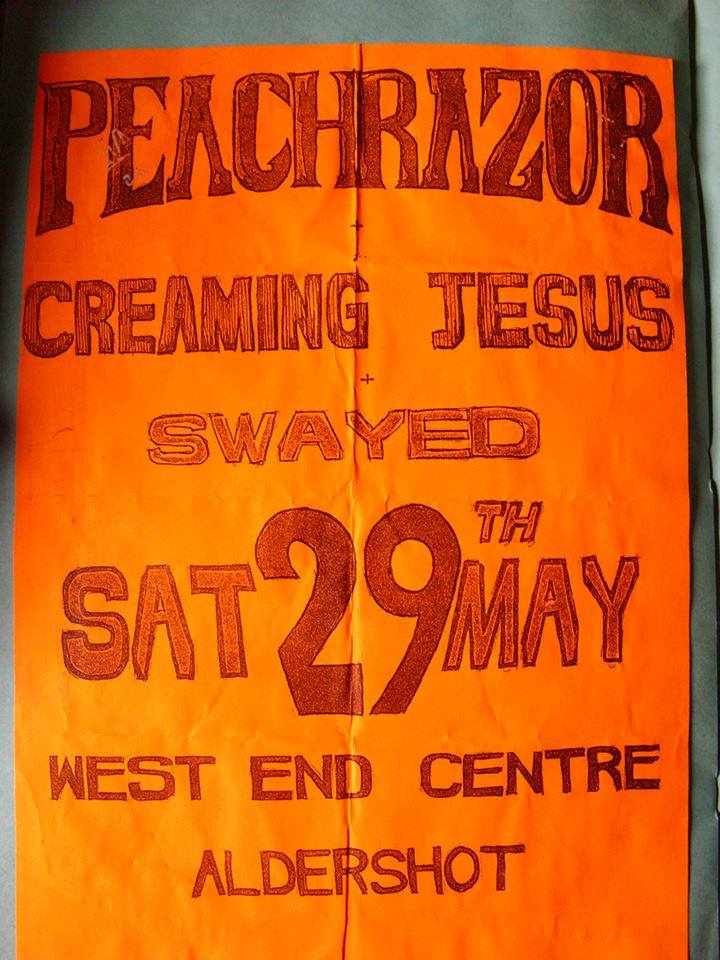 PEACHRAZOR
+
CREAMING JESUS
+
SWAYED
SAT 29TH MAY
WEST END CENTRE
ALDERSHOT